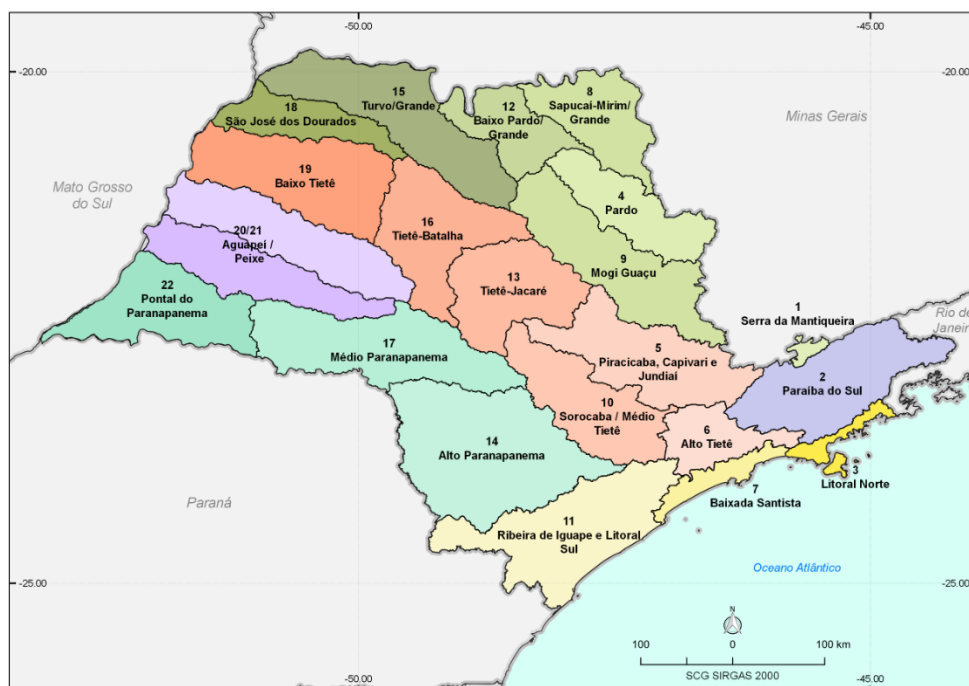 -50.00
-45.00
-20.00
-20.00
8
Sapucaí-Mirim/
Grande
15
Turvo/Grande
12
Baixo Pardo/
Grande
18
São José dos Dourados
Minas Gerais
19
Baixo Tietê
Mato Grosso
do Sul
4
Pardo
16
Tietê-Batalha
20/21
Aguapeí /
Peixe
9
Mogi Guaçu
13
Tietê-Jacaré
22
Pontal do
Paranapanema
1
Serra da Mantiqueira
Rio de
Janeir
17
Médio Paranapanema
5
Piracicaba, Capivari e
Jundiaí
2
Paraíba do Sul
10
Sorocaba / Médio
Tietê
6
Alto Tietê
14
Alto Paranapanema
3
Litoral Norte
7
Baixada Santista
Paraná
11
Ribeira de Iguape e Litoral
Sul
Oceano Atlântico
-25.00
-25.00
N
100
0
100 km
SCG SIRGAS 2000
-50.00
-45.00